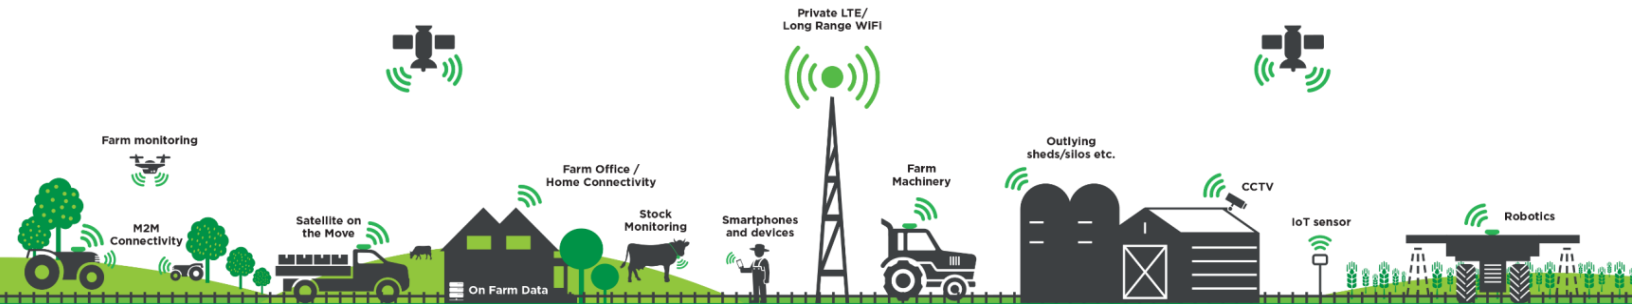 Private LTE/
Long Range WiFi
Farm monitoring
M2M
Connectivity
Satellite on
the Move
Farm Office /
Home Connectivity
On Farm Data
Stock
Monitoring
Smartphones
and devices
Farm
Machinery
Outlying
sheds/silos etc.
CCTV
IoT sensor
Robotics